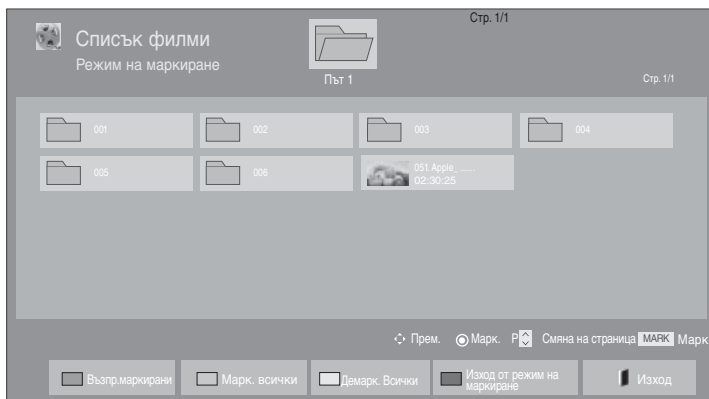 Стр. 1/1
Списък филми
Режим на маркиране
Път 1
Стр. 1/1
001
002
003
004
005
006
051. Apple_ ......
02:30:25
Прем.
Марк.
P
Смяна на страница
MARK
Марк
Възпр.маркирани
Марк. всички
Демарк. Всички
Изход от режим на
маркиране
Изход